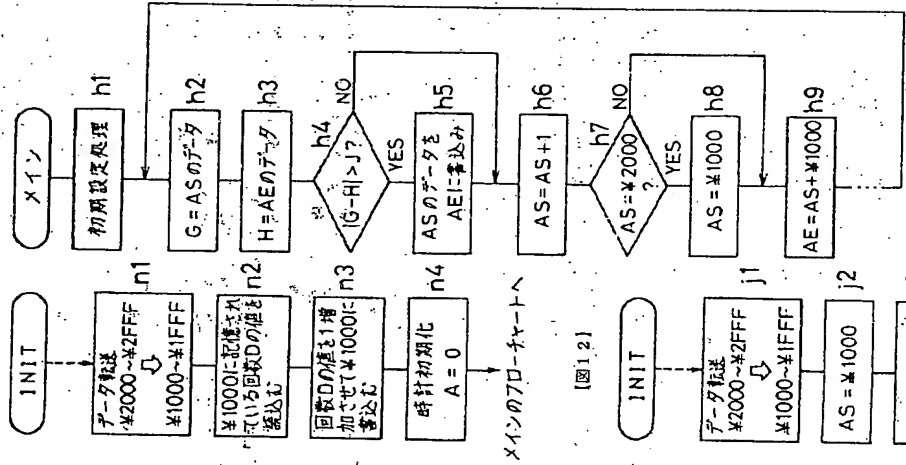 メイン
初期設定処理
h1
G=ASのデータ
h2
H=AEのデータ
h3
|G-H|>J?
h4
NO
YES
ASのデータを
AEに書込み
h5
AS=AS+1
h6
AS=¥2000
?
h7
NO
YES
AS=¥1000
h8
AE=AS+¥1000
h9
INIT
データ転送
¥2000~¥2FFF
¥1000~¥1FFF
n1
¥1000に記憶され
ている回数Dの値を
読込む
n2
回数Dの値を1増
加させて¥1000に
書込む
n3
時計初期化
A=0
n4
メインのフローチャートへ
【図12】
INIT
データ転送
¥2000~¥2FFF
¥1000~¥1FFF
j1
AS=¥1000
j2